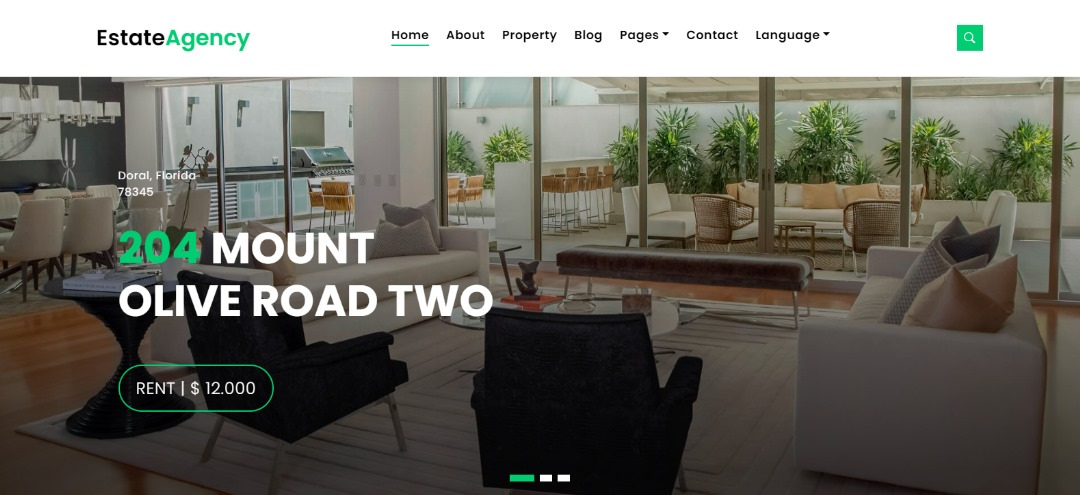 EstateAgency
Home About Property Blog Pages Contact Language
Doral, Florida
78345
204 MOUNT
OLIVE ROAD TWO
RENT | $ 12.000